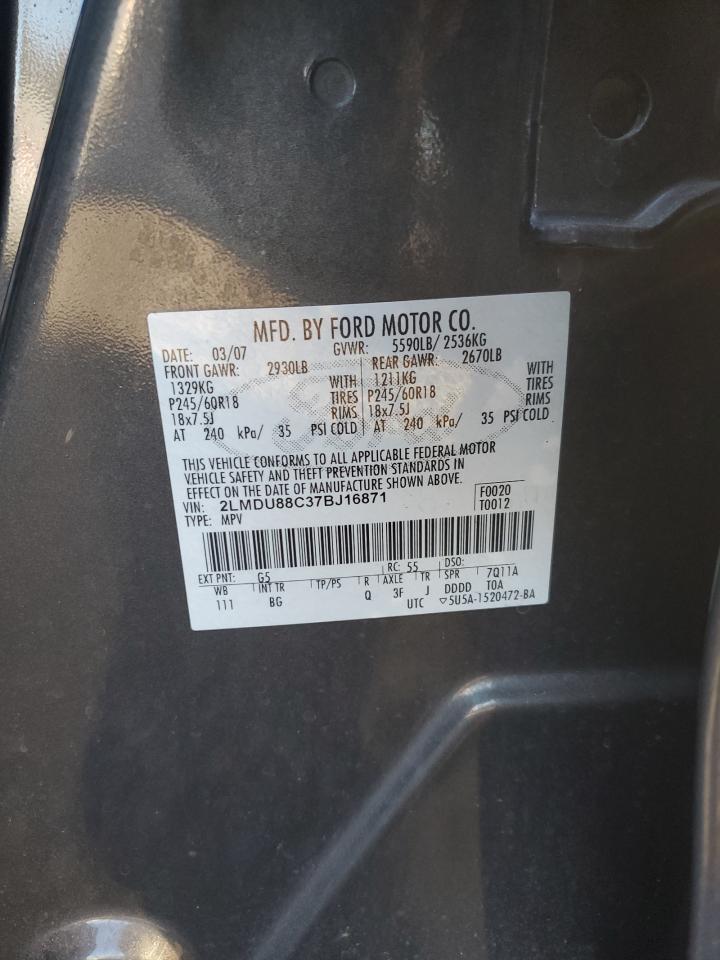 MFD. BY FORD MOTOR CO.
DATE: 03/07 GVWR: 5590LB/ 2536KG
FRONT GAWR: 2930LB REAR GAWR: 2670LB
1329KG WITH 1211KG WITH
P245/60R18 TIRES P245/60R18 TIRES
18x7.5J RIMS 18x7.5J RIMS
AT 240 kPa/ 35 PSI COLD AT 240 kPa/ 35 PSI COLD
THIS VEHICLE CONFORMS TO ALL APPLICABLE FEDERAL MOTOR
VEHICLE SAFETY AND THEFT PREVENTION STANDARDS IN
EFFECT ON THE DATE OF MANUFACTURE SHOWN ABOVE.
VIN: 2LMDU88C37BJ16871 F0020
TYPE: MPV T0012
EXT PNT: G5 RC: 55 DSO:
WB INT TR TP/PS R AXLE TR SPR 7Q11A
111 BG Q 3F J DDDD T0A
UTC ▽5U5A-1520472-BA